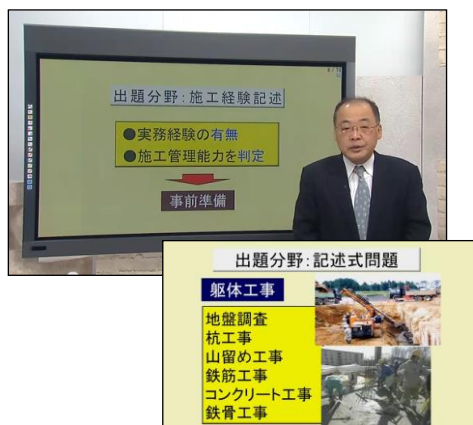 出題分野:施工経験記述
●実務経験の有無
●施工管理能力を判定
事前準備
出題分野:記述式問題
躯体工事
地盤調査
杭工事
山留め工事
鉄筋工事
コンクリート工事
鉄骨工事